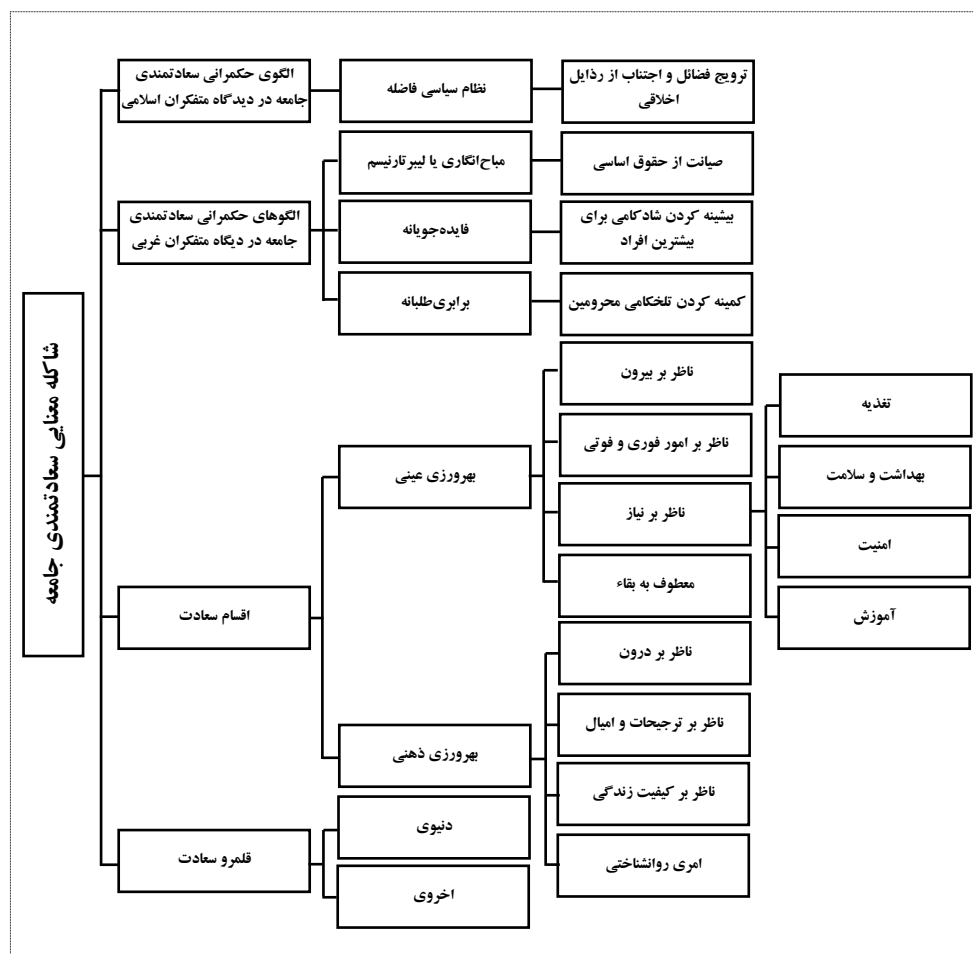 شاکله معنایی سعادتمندی جامعه
الگوی حکمرانی سعادتمندی
جامعه در دیدگاه متفکران اسلامی
نظام سیاسی فاضله
ترویج فضائل و اجتناب از رذایل
اخلاقی
الگوهای حکمرانی سعادتمندی
جامعه در دیگاه متفکران غربی
مباح‌انگاری یا لیبرتارنیسم
صیانت از حقوق اساسی
فایده‌جویانه
بیشینه کردن شادکامی برای
بیشترین افراد
برابری‌طلبانه
کمینه کردن تلخکامی محرومین
اقسام سعادت
بهرورزی عینی
ناظر بر بیرون
ناظر بر امور فوری و فوتی
ناظر بر نیاز
تغذیه
بهداشت و سلامت
امنیت
آموزش
معطوف به بقاء
بهرورزی ذهنی
ناظر بر درون
ناظر بر ترجیحات و امیال
ناظر بر کیفیت زندگی
امری روانشناختی
قلمرو سعادت
دنیوی
اخروی